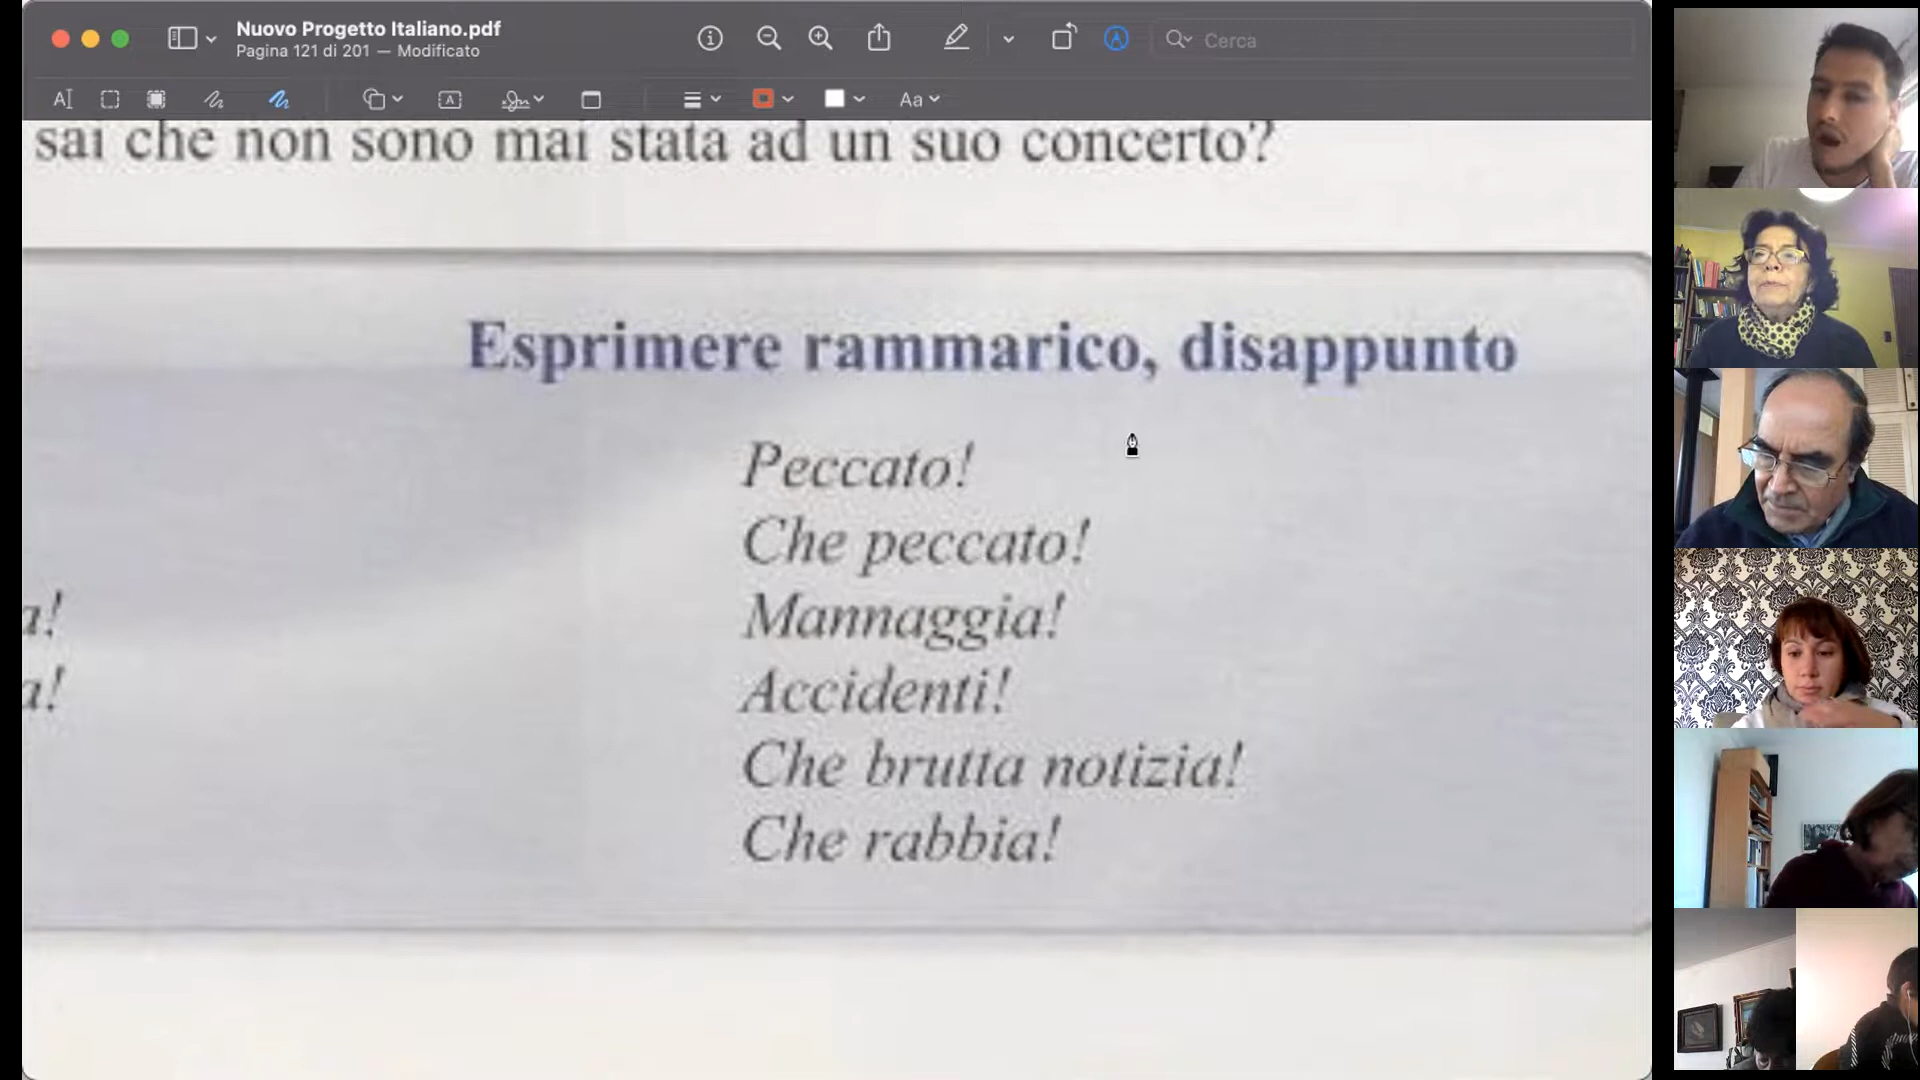 Nuovo Progetto Italiano.pdf
Pagina 121 di 201 — Modificato
Cerca
Aa
sai che non sono mai stata ad un suo concerto?
Esprimere rammarico, disappunto
Peccato!
Che peccato!
a!
Mannaggia!
a!
Accidenti!
Che brutta notizia!
Che rabbia!